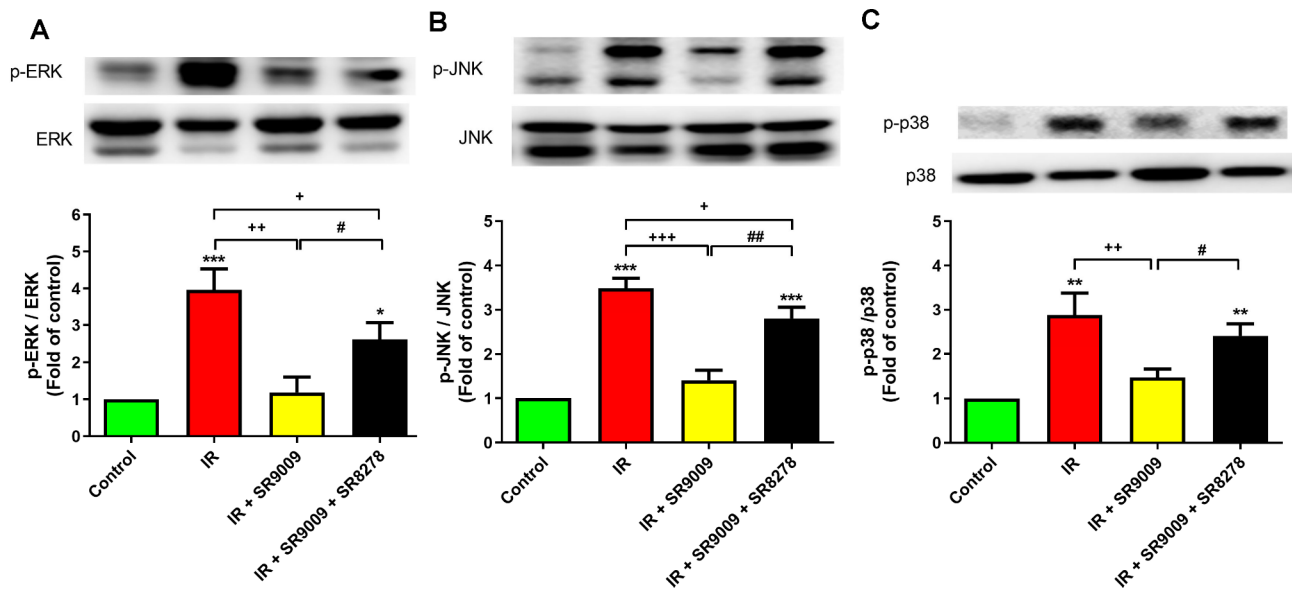 A
p-ERK
ERK
+
++
#
***
*
p-ERK / ERK
(Fold of control)
6
5
4
3
2
1
0
Control
IR
IR + SR9009
IR + SR9009 + SR8278
B
p-JNK
JNK
+
+++
##
***
***
p-JNK / JNK
(Fold of control)
5
4
3
2
1
0
Control
IR
IR + SR9009
IR + SR9009 + SR8278
C
p-p38
p38
++
#
**
**
p-p38 /p38
(Fold of control)
5
4
3
2
1
0
Control
IR
IR + SR9009
IR + SR9009 + SR8278